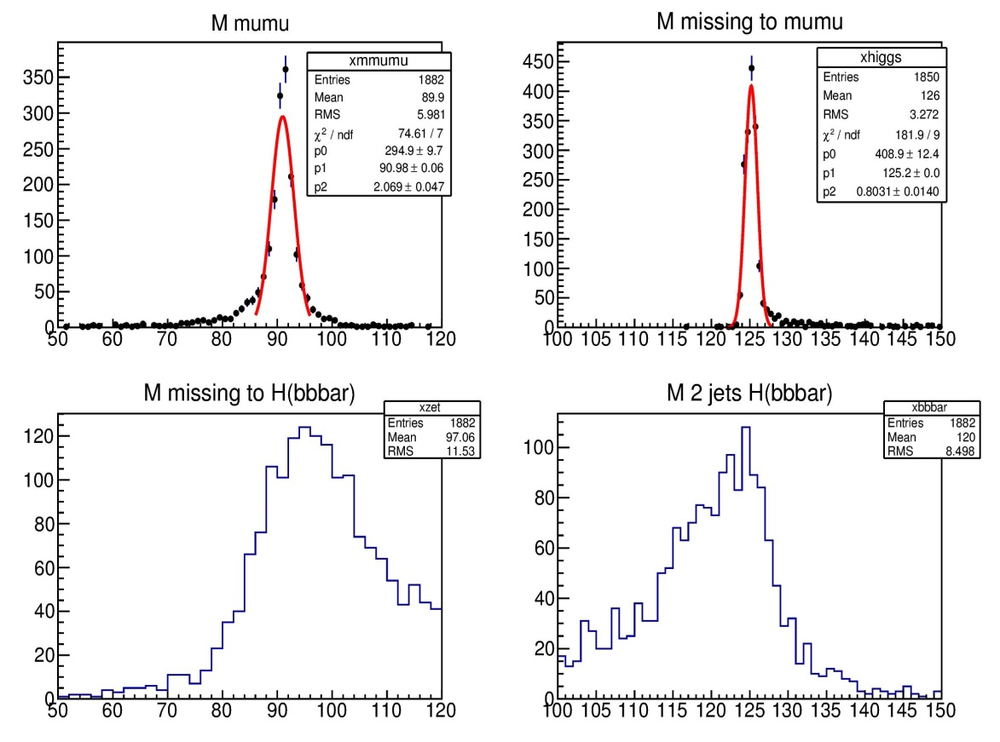 M mumu
xmmumu
Entries 1882
Mean 89.9
RMS 5.981
χ² / ndf 74.61 / 7
p0 294.9 ± 9.7
p1 90.98 ± 0.06
p2 2.069 ± 0.047
350
300
250
200
150
100
50
0
50 60 70 80 90 100 110 120
M missing to mumu
xhiggs
Entries 1850
Mean 126
RMS 3.272
χ² / ndf 181.9 / 9
p0 408.9 ± 12.4
p1 125.2 ± 0.0
p2 0.8031 ± 0.0140
450
400
350
300
250
200
150
100
50
0
100 105 110 115 120 125 130 135 140 145 150
M missing to H(bbbar)
xzet
Entries 1882
Mean 97.06
RMS 11.53
120
100
80
60
40
20
0
50 60 70 80 90 100 110 120
M 2 jets H(bbbar)
xbbbar
Entries 1882
Mean 120
RMS 8.498
100
80
60
40
20
0
100 105 110 115 120 125 130 135 140 145 150